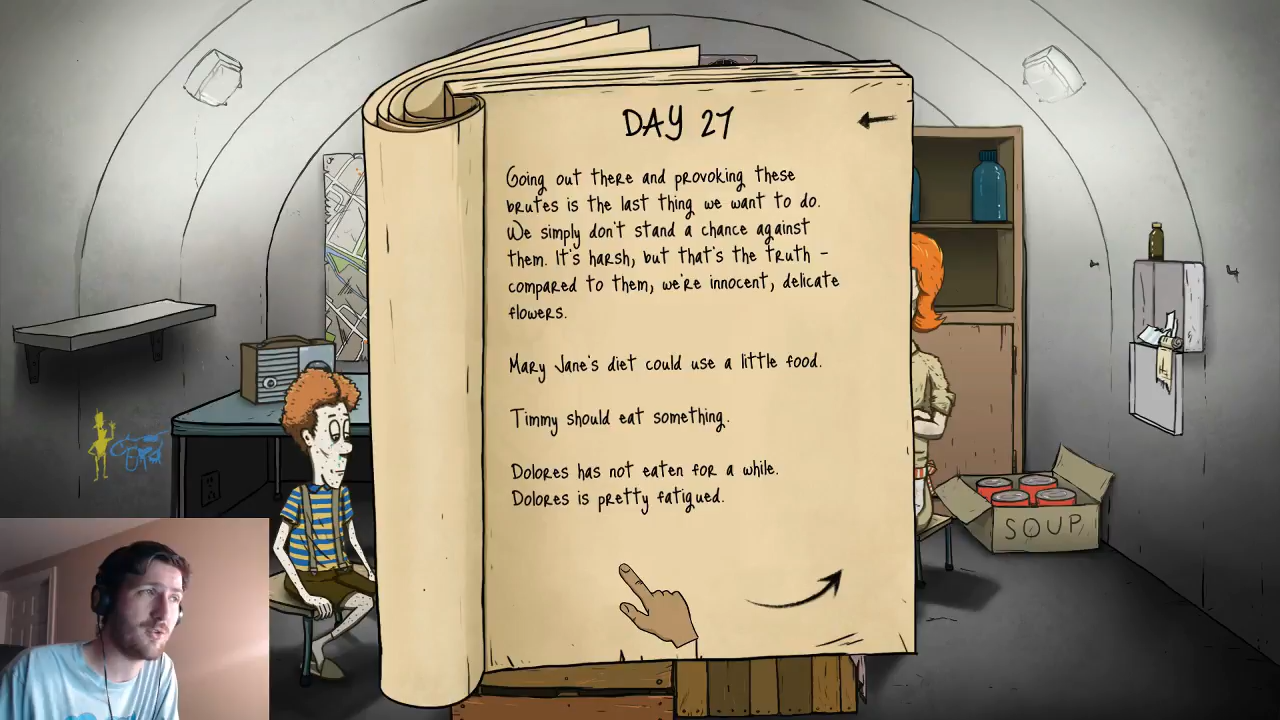 DAY 27
Going out there and provoking these
brutes is the last thing we want to do.
We simply don't stand a chance against
them. It's harsh, but that's the truth -
compared to them, we're innocent, delicate
flowers.
Mary Jane's diet could use a little food.
Timmy should eat something.
Dolores has not eaten for a while.
Dolores is pretty fatigued.
SOUP